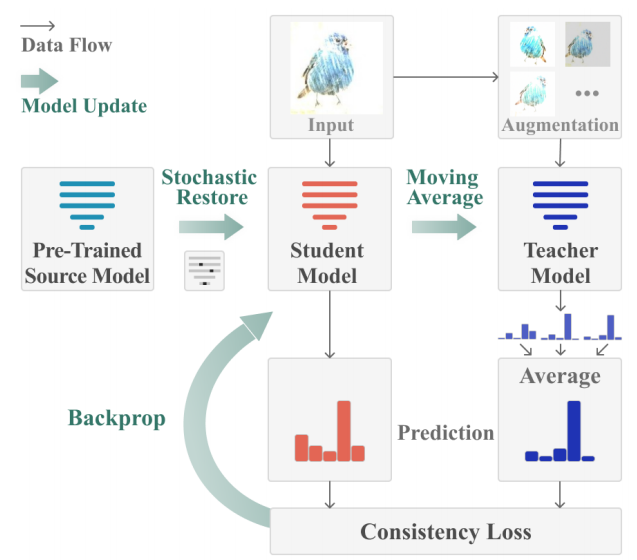 Data Flow
Model Update
Input
Augmentation
Stochastic
Restore
Moving
Average
Pre-Trained
Source Model
Student
Model
Teacher
Model
Average
Backprop
Prediction
Consistency Loss